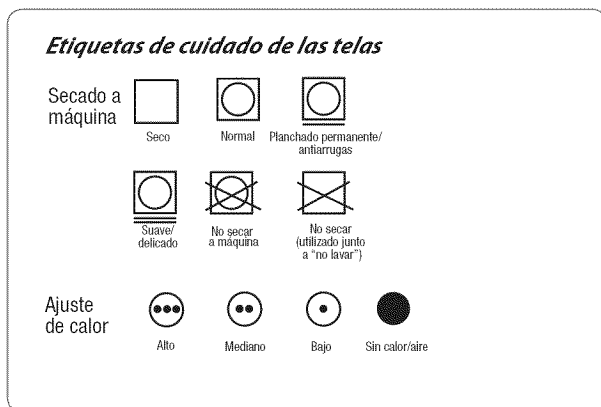 Etiquetas de cuidado de las telas
Secado a
máquina
Seco
Normal
Planchado permanente/
antiarrugas
Suave/
delicado
No secar
a máquina
No secar
(utilizado junto
a “no lavar”)
Ajuste
de calor
Alto
Mediano
Bajo
Sin calor/aire